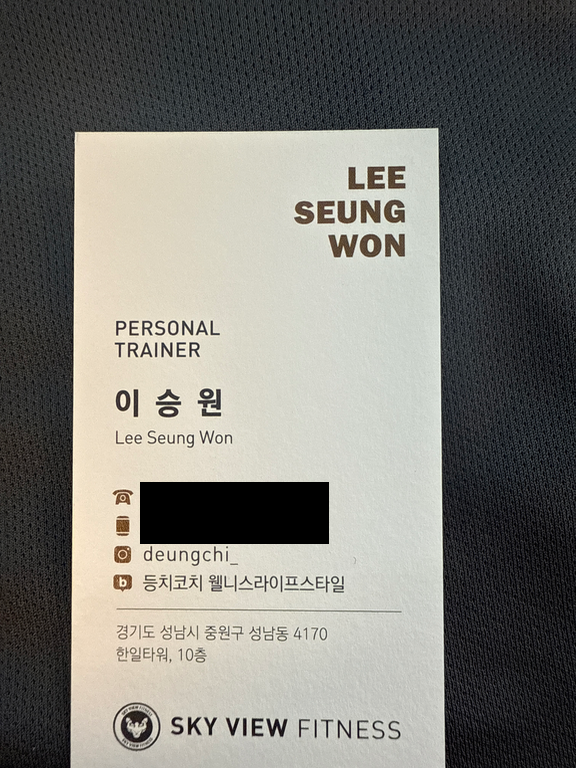 LEE
SEUNG
WON
PERSONAL
TRAINER
이 승 원
Lee Seung Won
deungchi_
등치코치 웰니스라이프스타일
경기도 성남시 중원구 성남동 4170
한일타워, 10층
SKY VIEW FITNESS